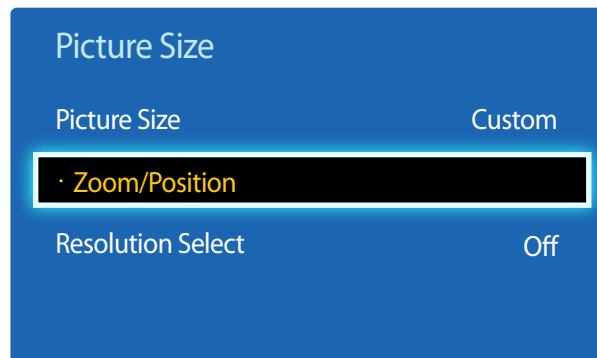 Picture Size
Picture Size Custom
· Zoom/Position
Resolution Select Off